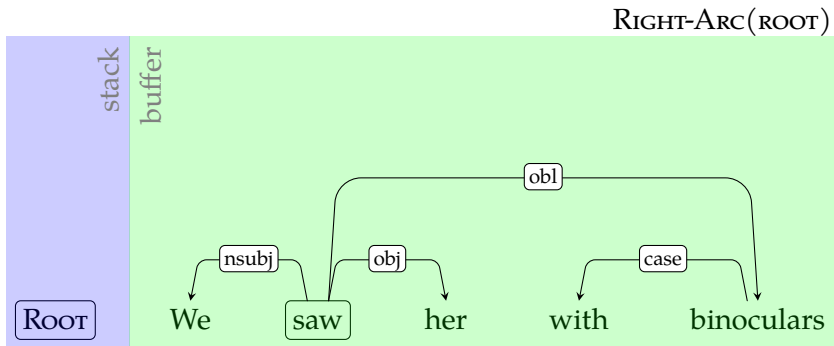 RIGHT-ARC(ROOT)
stack
buffer
obl
nsubj
obj
case
ROOT We saw her with binoculars